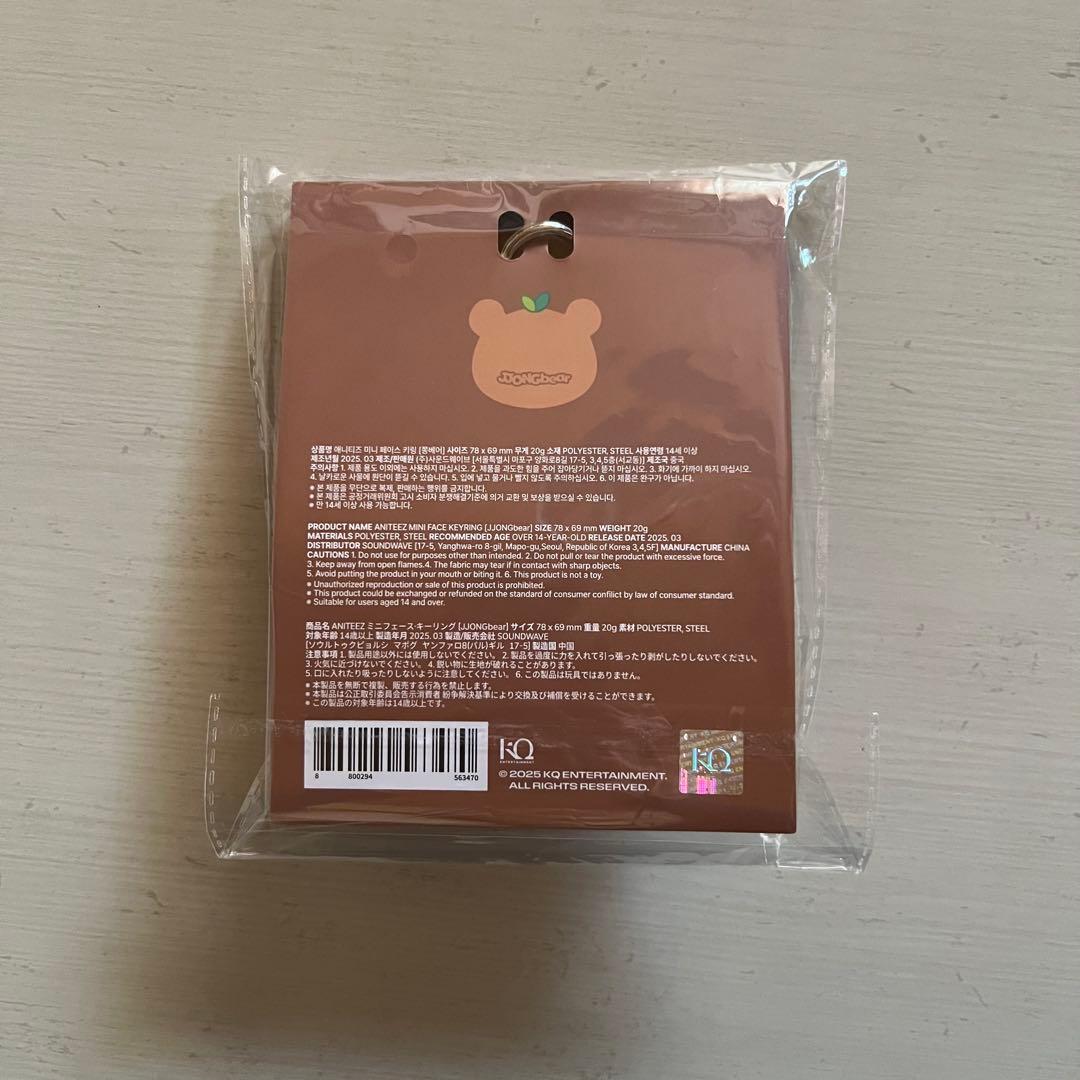 JJONGbear
상품명 애니티즈 미니 페이스 키링 [쫑베어] 사이즈 78 x 69 mm 무게 20g 소재 POLYESTER, STEEL 사용연령 14세 이상
제조년월 2025. 03 제조/판매원 (주)사운드웨이브 [서울특별시 마포구 양화로8길 17-5, 3,4,5층(서교동)] 제조국 중국
주의사항 1. 제품 용도 이외에는 사용하지 마십시오. 2. 제품을 과도한 힘을 주어 잡아당기거나 뜯지 마십시오. 3. 화기에 가까이 하지 마십시오.
4. 날카로운 사물에 원단이 뜯길 수 있습니다. 5. 입에 넣고 물거나 빨지 않도록 주의하십시오. 6. 이 제품은 완구가 아닙니다.
※ 본 제품을 무단으로 복제, 판매하는 행위를 금지합니다.
※ 본 제품은 공정거래위원회 고시 소비자 분쟁해결기준에 의거 교환 및 보상을 받으실 수 있습니다.
※ 만 14세 이상 사용 가능합니다.
PRODUCT NAME ANITEEZ MINI FACE KEYRING [JJONGbear] SIZE 78 x 69 mm WEIGHT 20g
MATERIALS POLYESTER, STEEL RECOMMENDED AGE OVER 14-YEAR-OLD RELEASE DATE 2025. 03
DISTRIBUTOR SOUNDWAVE [17-5, Yanghwa-ro 8-gil, Mapo-gu,Seoul, Republic of Korea 3,4,5F] MANUFACTURE CHINA
CAUTIONS 1. Do not use for purposes other than intended. 2. Do not pull or tear the product with excessive force.
3. Keep away from open flames.4. The fabric may tear if in contact with sharp objects.
5. Avoid putting the product in your mouth or biting it. 6. This product is not a toy.
※ Unauthorized reproduction or sale of this product is prohibited.
※ This product could be exchanged or refunded on the standard of consumer confilict by law of consumer standard.
※ Suitable for users aged 14 and over.
商品名 ANITEEZ ミニフェース·キーリング [JJONGbear] サイズ 78 x 69 mm 重量 20g 素材 POLYESTER, STEEL
対象年齢 14歳以上 製造年月 2025. 03 製造/販売会社 SOUNDWAVE
[ソウルトゥクピョルシ マポグ ヤンファロ8(パル)ギル 17-5] 製造国 中国
注意事項 1. 製品用途以外には使用しないでください。 2. 製品を過度に力を入れて引っ張ったり剥がしたりしないでください。
3. 火気に近づけないでください。 4. 鋭い物に生地が破れることがあります。
5. 口に入れたり吸ったりしないように注意してください。 6. この製品は玩具ではありません。
※ 本製品を無断で複製、販売する行為を禁止します。
※ 本製品は公正取引委員会告示消費者 紛争解決基準により交換及び補償を受けることができます。
※ この製品の対象年齢は14歳以上です。
8 800294 563470
KQ
ENTERTAINMENT
© 2025 KQ ENTERTAINMENT.
ALL RIGHTS RESERVED.
KQ